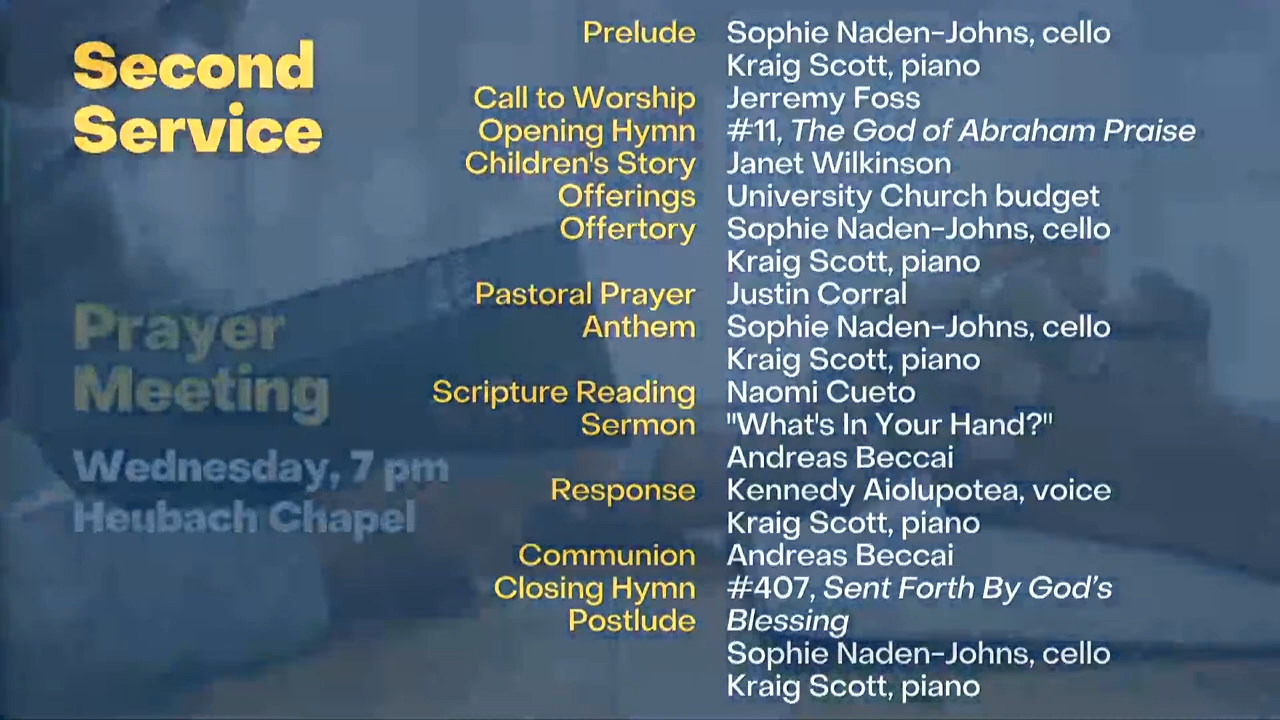 Second
Service
Prayer
Meeting
Wednesday, 7 pm
Heubach Chapel
Prelude Sophie Naden-Johns, cello
Kraig Scott, piano
Call to Worship Jerremy Foss
Opening Hymn #11, The God of Abraham Praise
Children's Story Janet Wilkinson
Offerings University Church budget
Offertory Sophie Naden-Johns, cello
Kraig Scott, piano
Pastoral Prayer Justin Corral
Anthem Sophie Naden-Johns, cello
Kraig Scott, piano
Scripture Reading Naomi Cueto
Sermon "What's In Your Hand?"
Andreas Beccai
Response Kennedy Aiolupotea, voice
Kraig Scott, piano
Communion Andreas Beccai
Closing Hymn #407, Sent Forth By God’s
Postlude Blessing
Sophie Naden-Johns, cello
Kraig Scott, piano